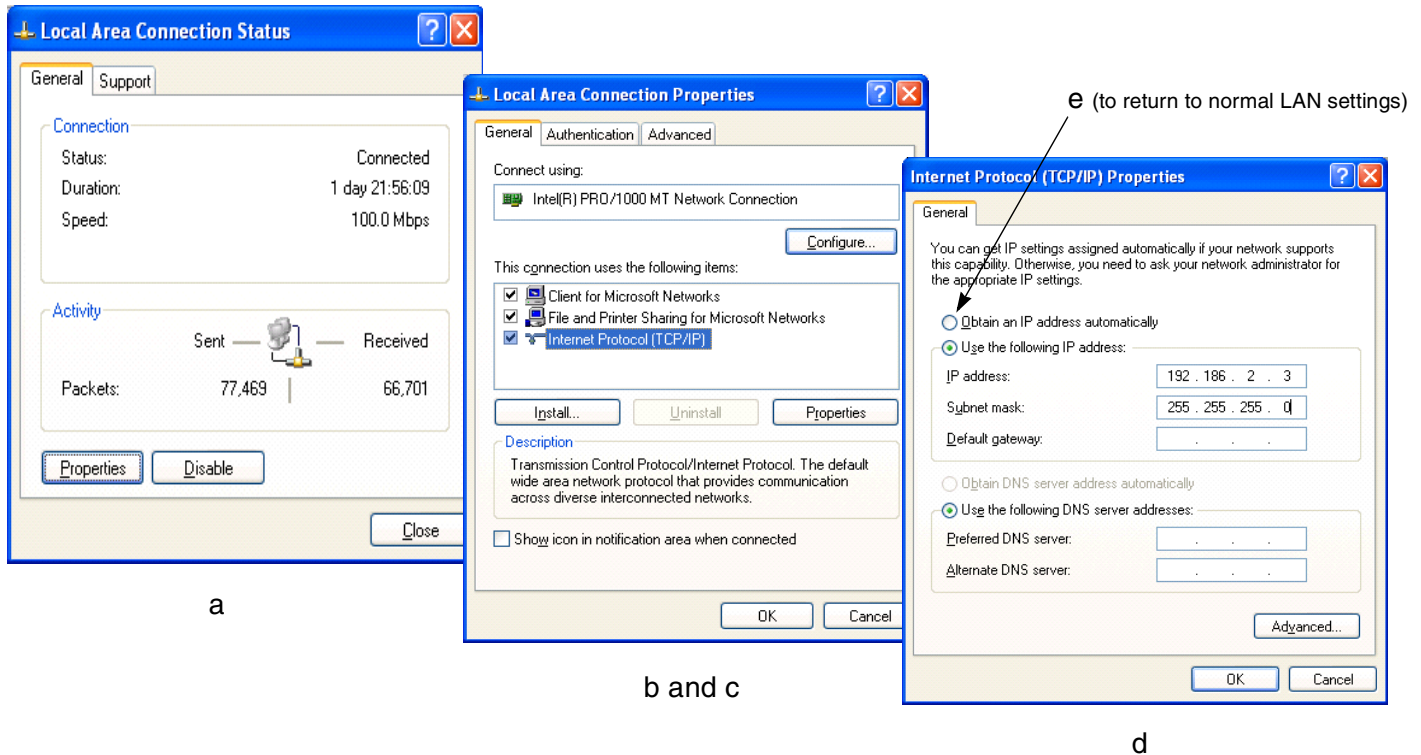 Local Area Connection Status
General Support
Connection
Status: Connected
Duration: 1 day 21:56:09
Speed: 100.0 Mbps
Activity
Sent Received
Packets: 77,469 66,701
Properties Disable
Close
a
Local Area Connection Properties
General Authentication Advanced
Connect using:
Intel(R) PRO/1000 MT Network Connection
Configure...
This connection uses the following items:
Client for Microsoft Networks
File and Printer Sharing for Microsoft Networks
Internet Protocol (TCP/IP)
Install... Uninstall Properties
Description
Transmission Control Protocol/Internet Protocol. The default
wide area network protocol that provides communication
across diverse interconnected networks.
Show icon in notification area when connected
OK Cancel
b and c
e (to return to normal LAN settings)
Internet Protocol (TCP/IP) Properties
General
You can get IP settings assigned automatically if your network supports
this capability. Otherwise, you need to ask your network administrator for
the appropriate IP settings.
Obtain an IP address automatically
Use the following IP address:
IP address: 192 . 186 . 2 . 3
Subnet mask: 255 . 255 . 255 . 0
Default gateway: . . .
Obtain DNS server address automatically
Use the following DNS server addresses:
Preferred DNS server: . . .
Alternate DNS server: . . .
Advanced...
OK Cancel
d